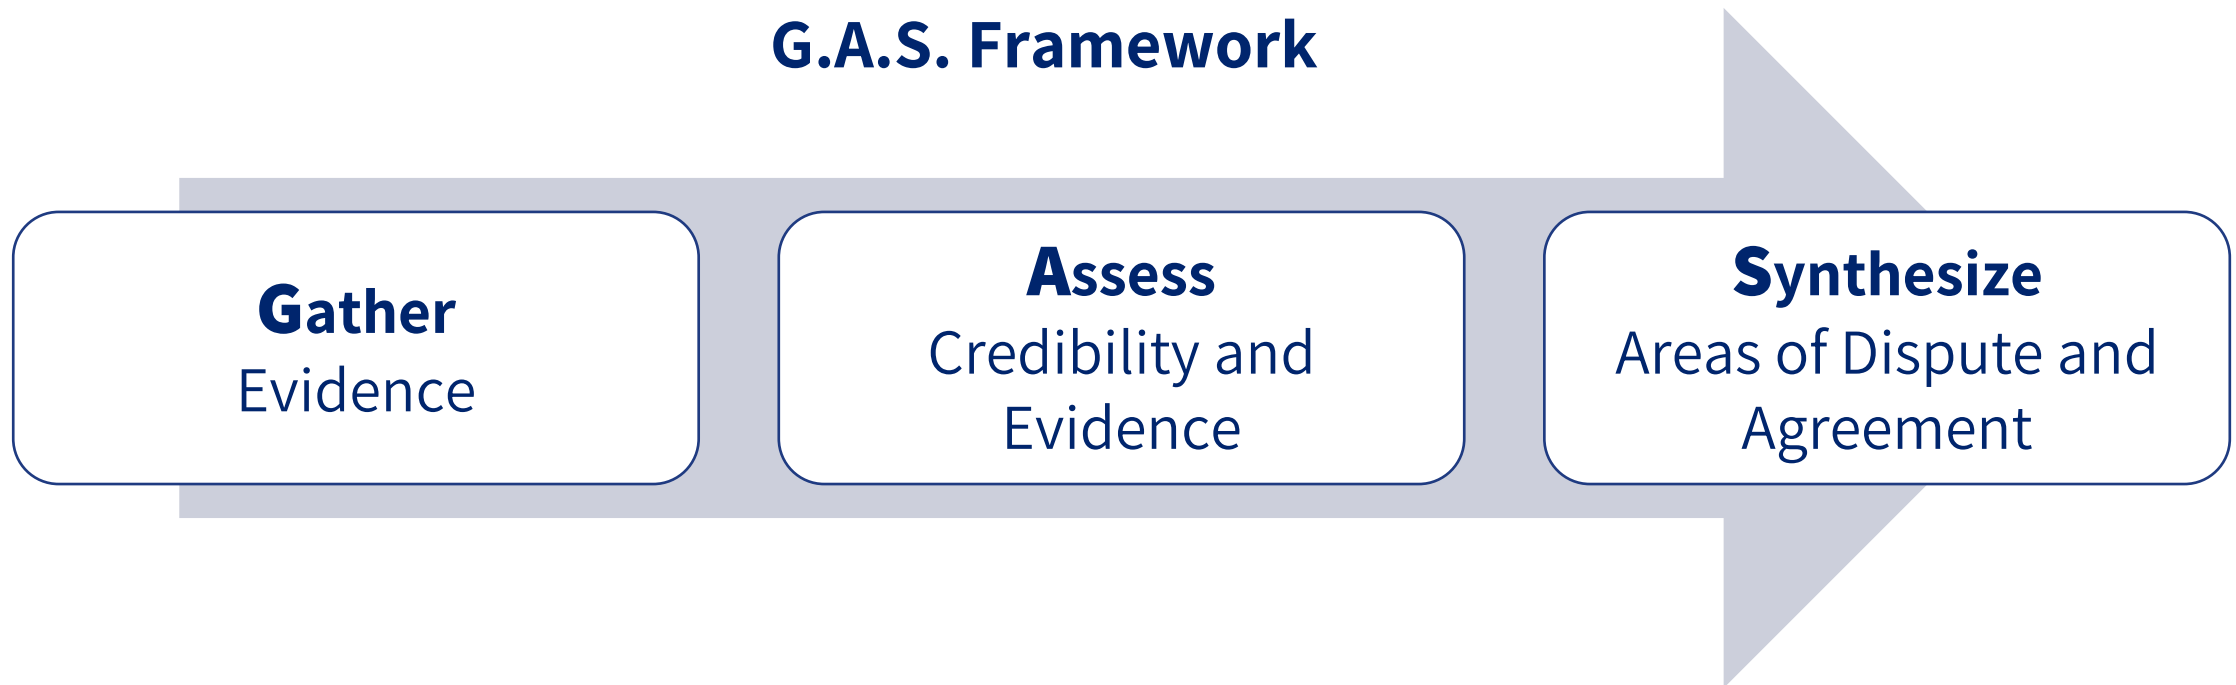 G.A.S. Framework
Gather
Evidence
Assess
Credibility and
Evidence
Synthesize
Areas of Dispute and
Agreement